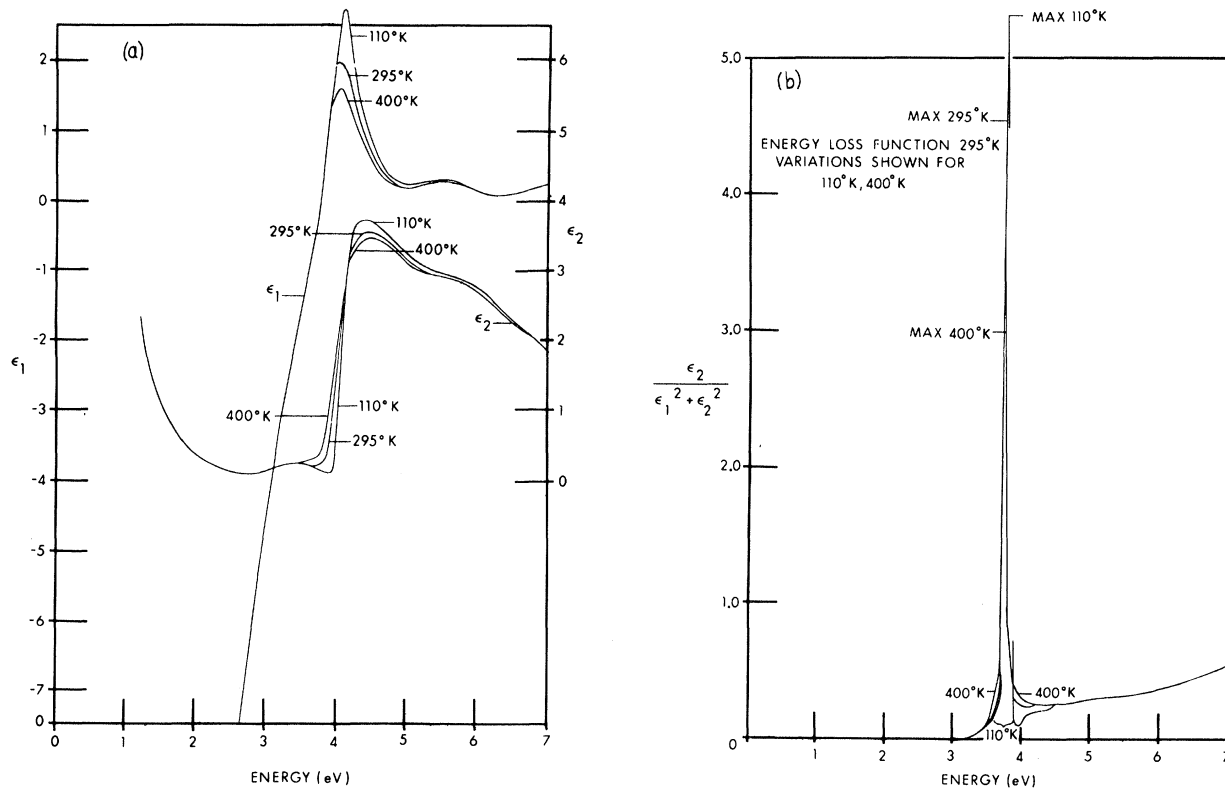 (a)
2
1
0
-1
-2
-3
-4
-5
-6
-7
0
ϵ1
6
5
4
3
2
1
0
ϵ2
110°K
295°K
400°K
110°K
295°K
400°K
ϵ1
ϵ2
400°K
110°K
295°K
0 1 2 3 4 5 6 7
ENERGY (eV)
(b)
MAX 110°K
5.0
MAX 295°K
ENERGY LOSS FUNCTION 295°K
VARIATIONS SHOWN FOR
110°K, 400°K
4.0
MAX 400°K
3.0
ϵ2
ϵ1² + ϵ2²
2.0
1.0
400°K
400°K
110°K
0
1 2 3 4 5 6
ENERGY (eV)